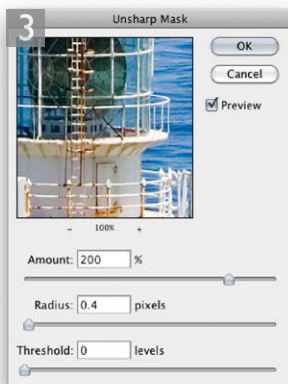 3
Unsharp Mask
OK
Cancel
Preview
- 100% +
Amount: 200 %
Radius: 0.4 pixels
Threshold: 0 levels